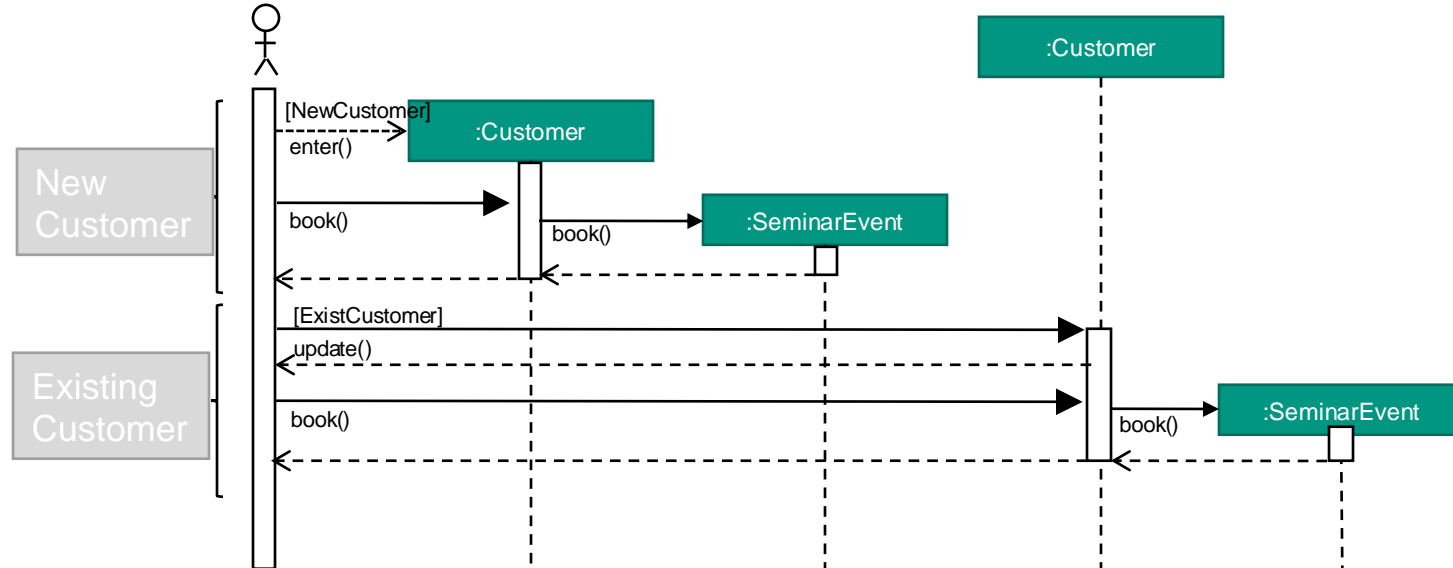 :Customer
[NewCustomer]
:Customer
enter()
New
Customer
book()
book()
:SeminarEvent
[ExistCustomer]
update()
Existing
Customer
book()
book()
:SeminarEvent